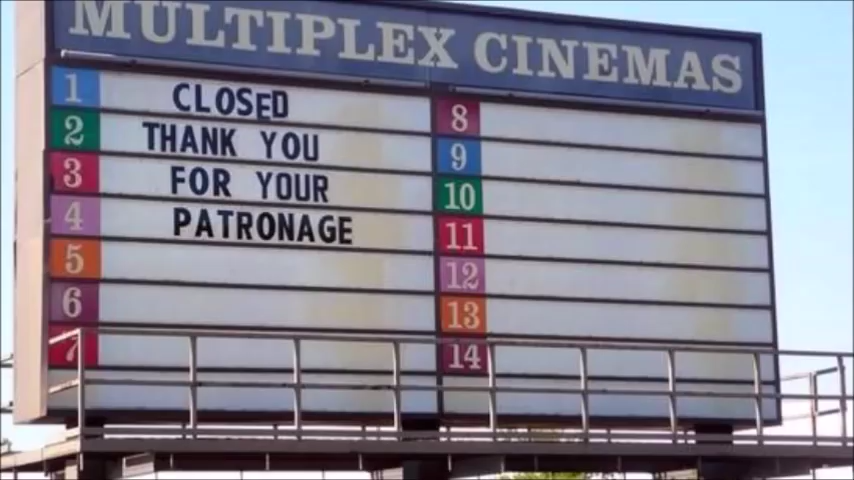 MULTIPLEX CINEMAS
1 CLOSED
2 THANK YOU
3 FOR YOUR
4 PATRONAGE
5
6
7
8
9
10
11
12
13
14